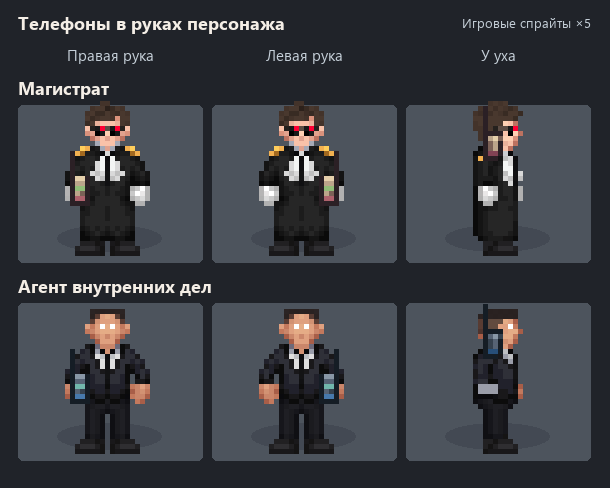 Телефоны в руках персонажа
Игровые спрайты ×5
Правая рука
Левая рука
У уха
Магистрат
Агент внутренних дел